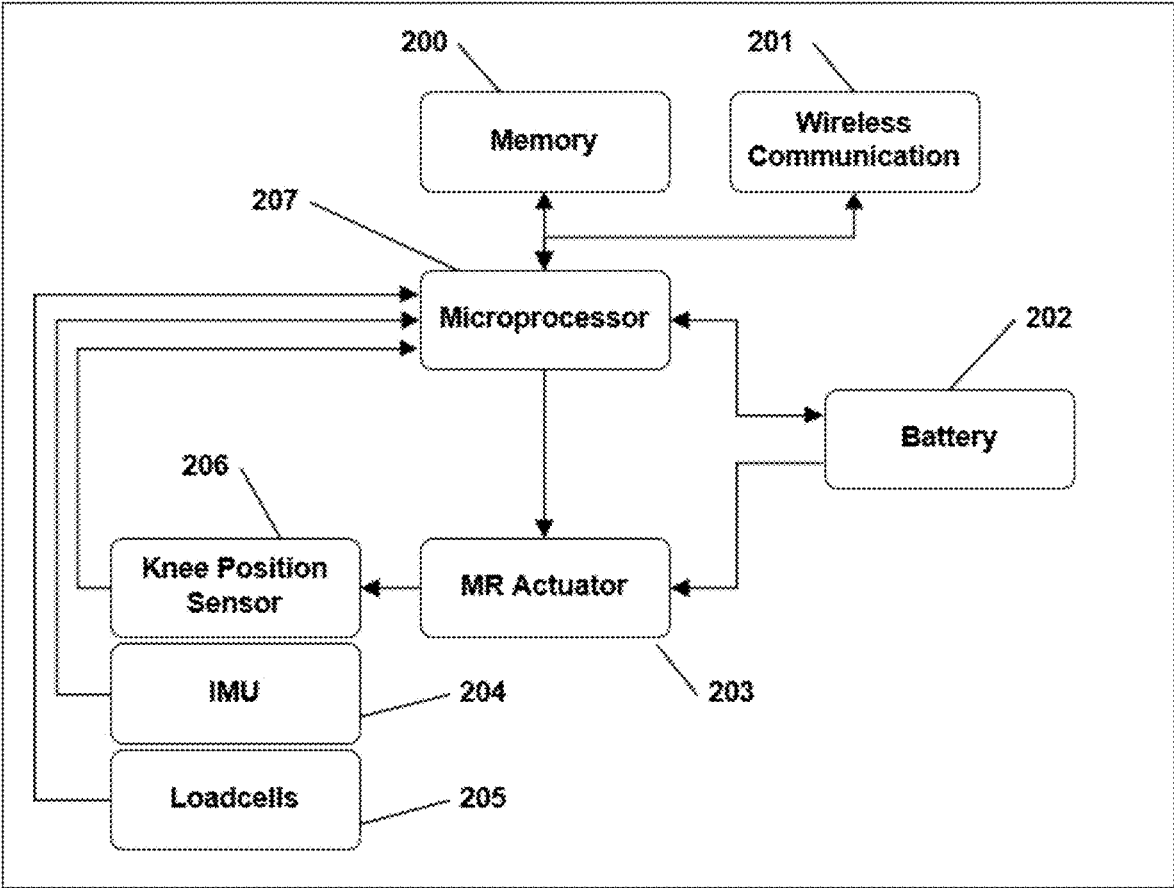 200
201
Memory
Wireless
Communication
207
Microprocessor
202
Battery
206
Knee Position
Sensor
MR Actuator
IMU
204
203
Loadcells
205